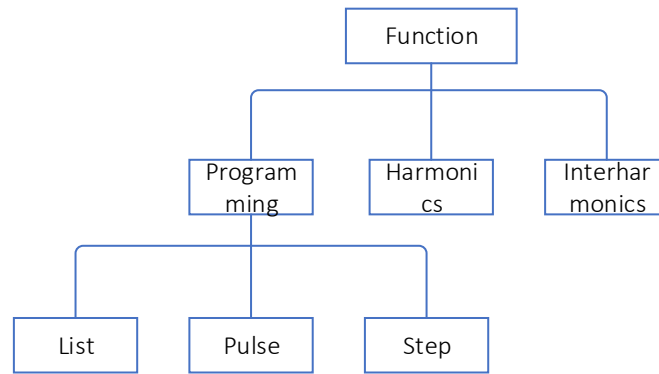 Function
Program
ming
Harmoni
cs
Interhar
monics
List
Pulse
Step